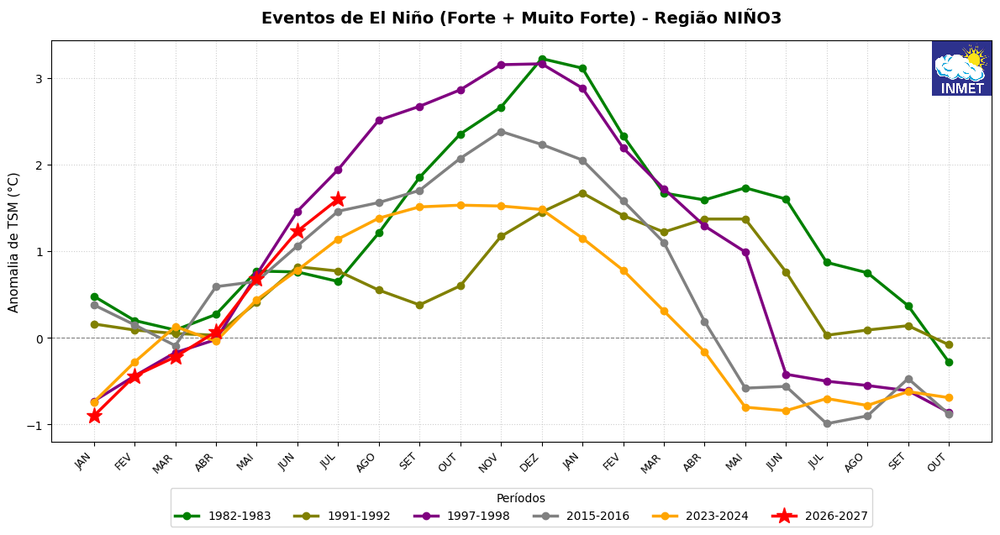 Eventos de El Niño (Forte + Muito Forte) - Região NIÑO3
INMET
Anomalia de TSM (°C)
3
2
1
0
−1
JAN FEV MAR ABR MAI JUN JUL AGO SET OUT NOV DEZ JAN FEV MAR ABR MAI JUN JUL AGO SET OUT
Períodos
1982-1983 1991-1992 1997-1998 2015-2016 2023-2024 2026-2027